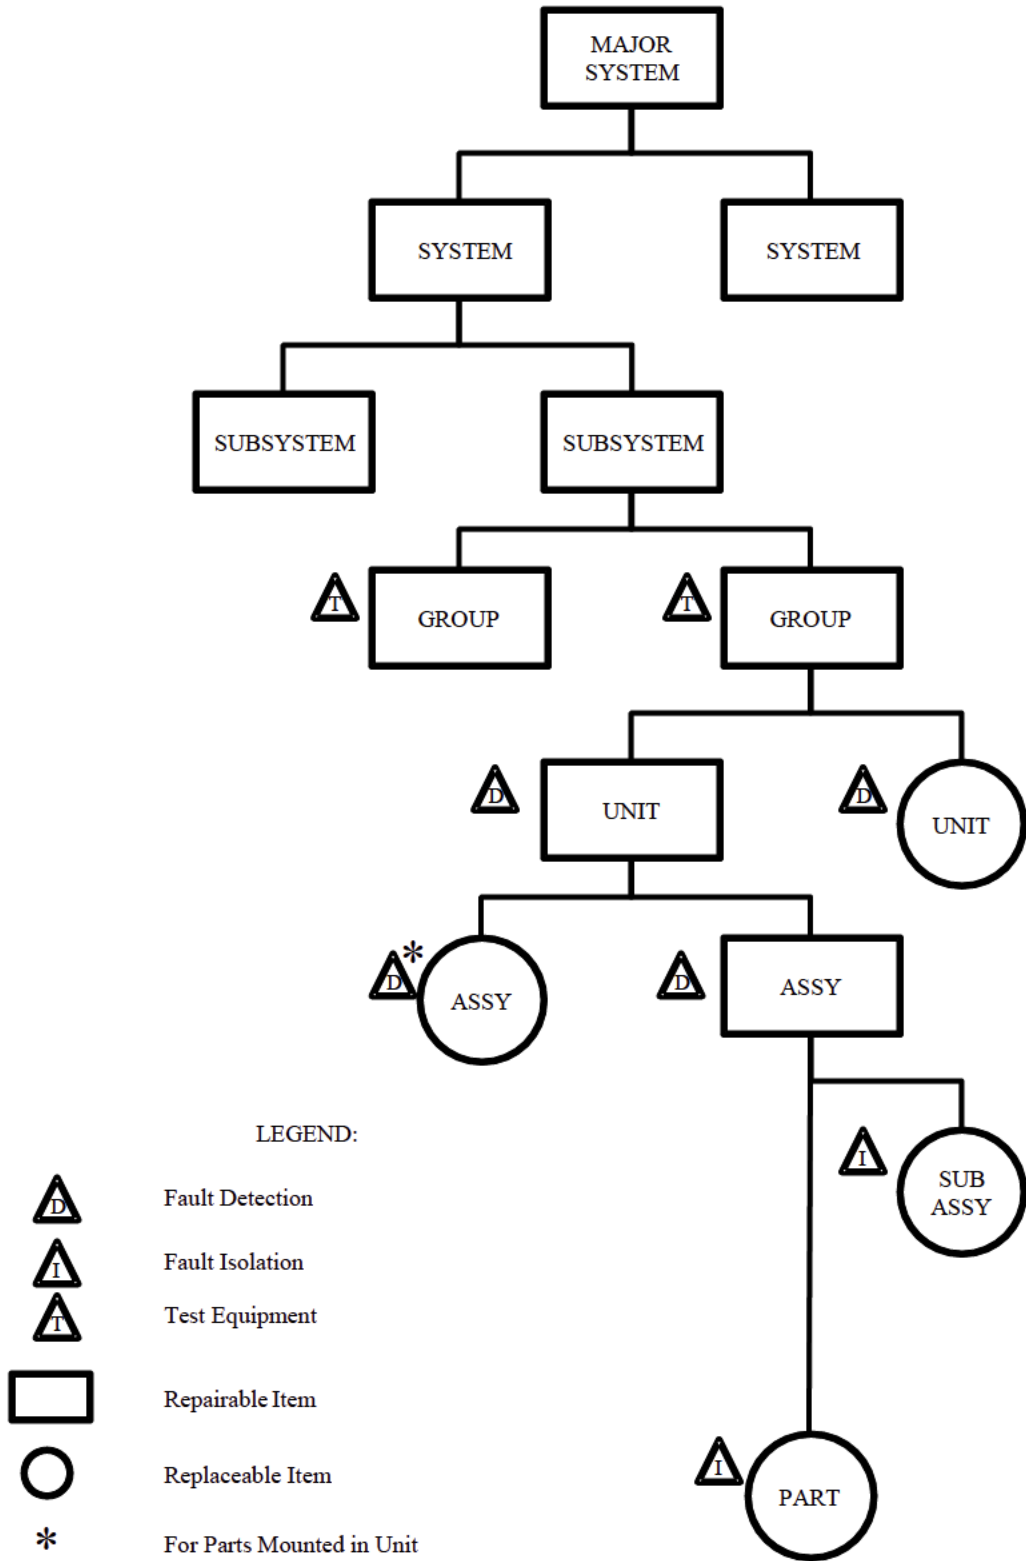 MAJOR
SYSTEM
SYSTEM
SYSTEM
SUBSYSTEM
SUBSYSTEM
T
GROUP
T
GROUP
D
UNIT
D
UNIT
D
*
ASSY
D
ASSY
I
SUB
ASSY
I
PART
LEGEND:
D
Fault Detection
I
Fault Isolation
T
Test Equipment
Repairable Item
Replaceable Item
*
For Parts Mounted in Unit